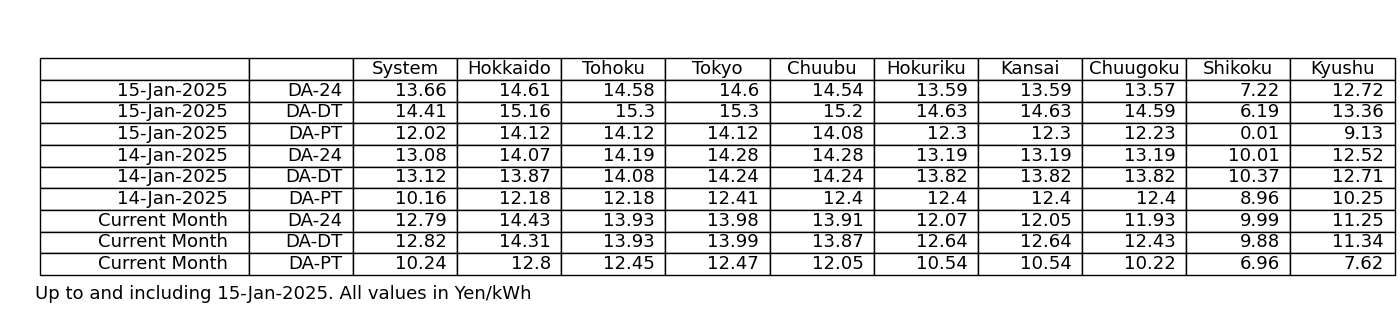 System Hokkaido Tohoku Tokyo Chuubu Hokuriku Kansai Chuugoku Shikoku Kyushu
15-Jan-2025 DA-24 13.66 14.61 14.58 14.6 14.54 13.59 13.59 13.57 7.22 12.72
15-Jan-2025 DA-DT 14.41 15.16 15.3 15.3 15.2 14.63 14.63 14.59 6.19 13.36
15-Jan-2025 DA-PT 12.02 14.12 14.12 14.12 14.08 12.3 12.3 12.23 0.01 9.13
14-Jan-2025 DA-24 13.08 14.07 14.19 14.28 14.28 13.19 13.19 13.19 10.01 12.52
14-Jan-2025 DA-DT 13.12 13.87 14.08 14.24 14.24 13.82 13.82 13.82 10.37 12.71
14-Jan-2025 DA-PT 10.16 12.18 12.18 12.41 12.4 12.4 12.4 12.4 8.96 10.25
Current Month DA-24 12.79 14.43 13.93 13.98 13.91 12.07 12.05 11.93 9.99 11.25
Current Month DA-DT 12.82 14.31 13.93 13.99 13.87 12.64 12.64 12.43 9.88 11.34
Current Month DA-PT 10.24 12.8 12.45 12.47 12.05 10.54 10.54 10.22 6.96 7.62
Up to and including 15-Jan-2025. All values in Yen/kWh